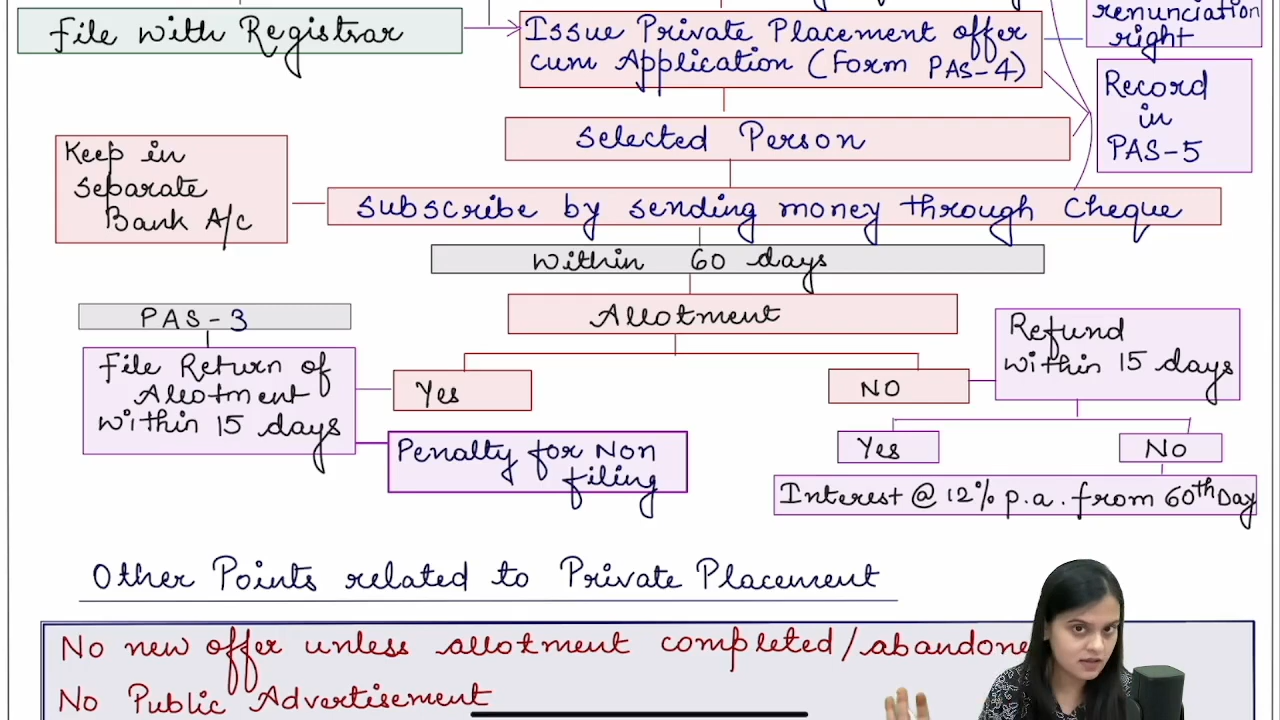 renunciation
right
File with Registrar
Issue Private Placement offer
cum Application (Form PAS-4)
Record
in
PAS-5
Selected Person
Keep in
Separate
Bank A/c
Subscribe by sending money through Cheque
Within 60 days
PAS-3
Allotment
Refund
within 15 days
File Return of
Allotment
within 15 days
Yes
NO
Penalty for Non
filing
Yes
No
Interest @ 12% p.a. from 60th Day
Other Points related to Private Placement
No new offer unless allotment completed/abandone
No Public Advertisement